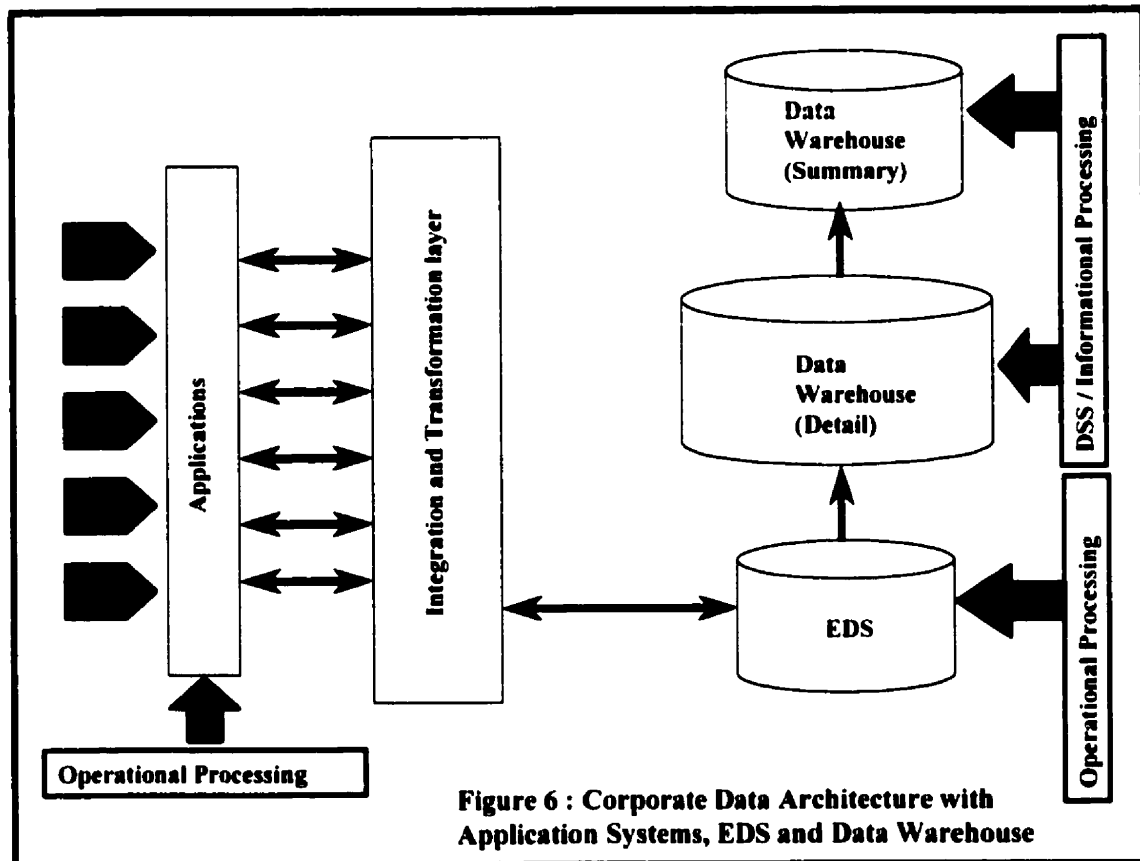 Data
Warehouse
(Summary)
DSS / Informational Processing
Applications
Integration and Transformation layer
Data
Warehouse
(Detail)
EDS
Operational Processing
Operational Processing
Figure 6 : Corporate Data Architecture with
Application Systems, EDS and Data Warehouse